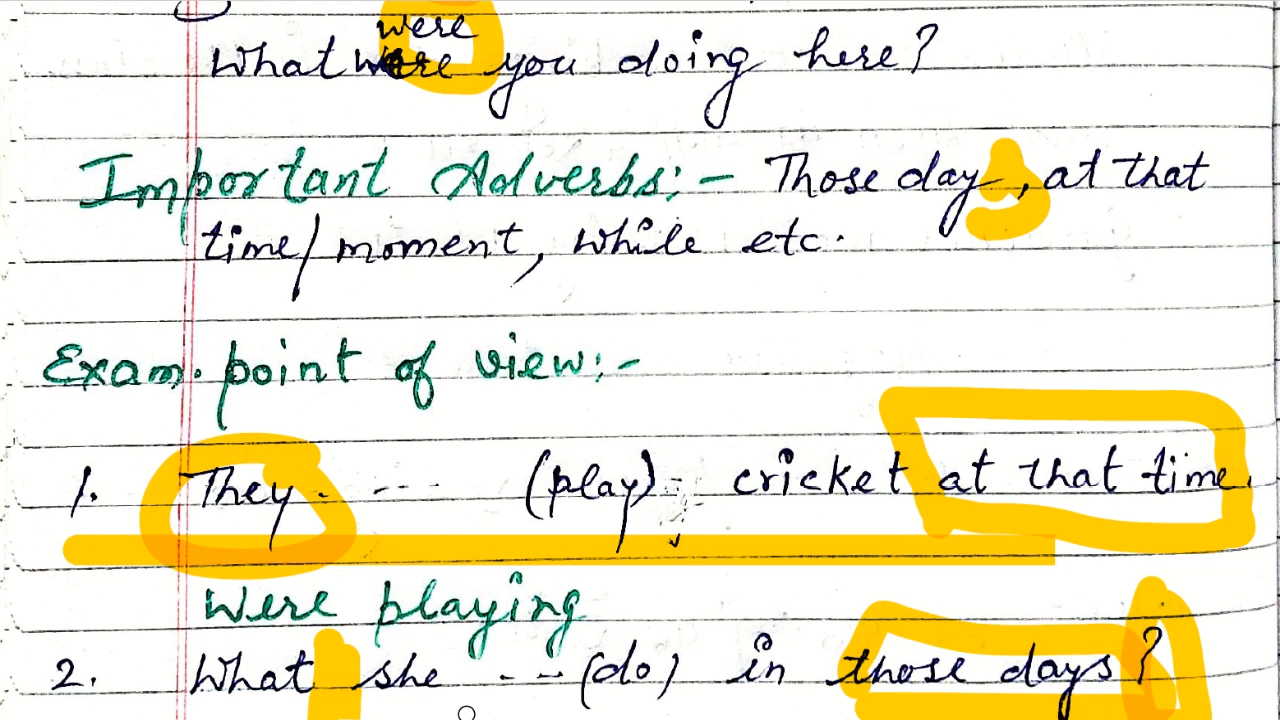 were
What were you doing here?
Important Adverbs:- Those day, at that
time/moment, while etc.
Exam. point of view:-
1. They. --- (play) cricket at that time.
Were playing
2. What she --- (do) in those days?